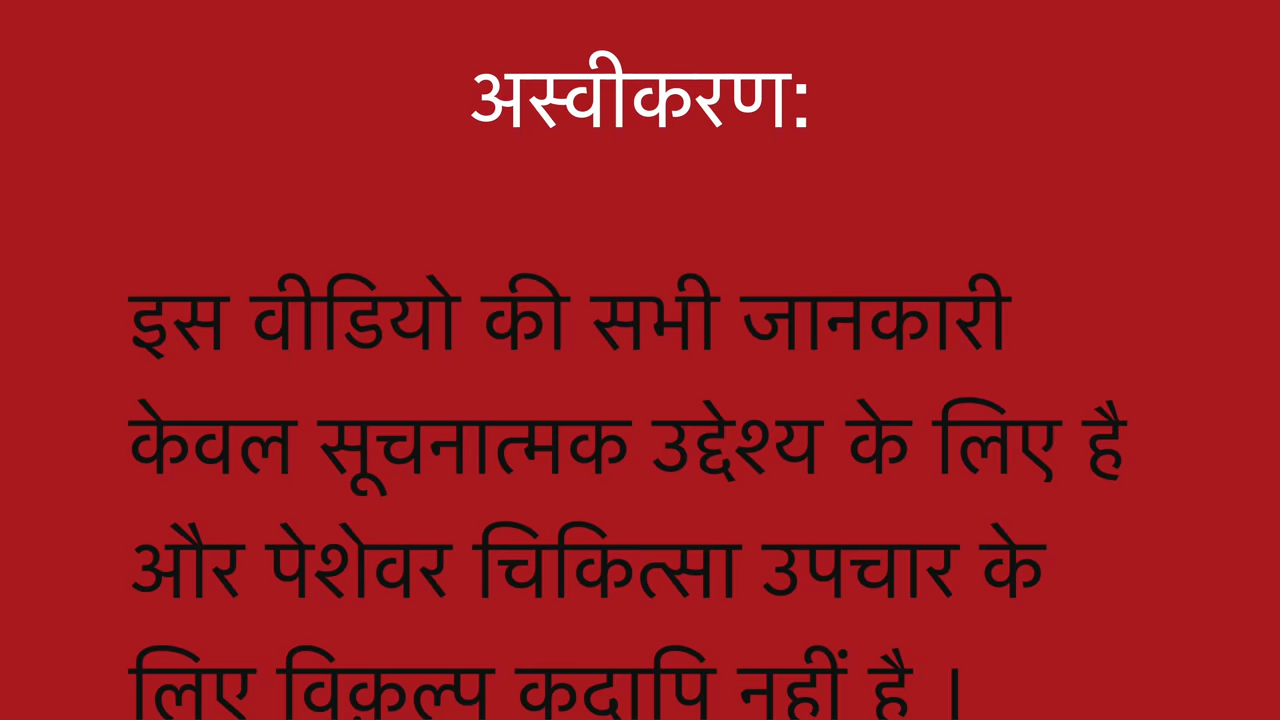 अस्वीकरण:
इस वीडियो की सभी जानकारी
केवल सूचनात्मक उद्देश्य के लिए है
और पेशेवर चिकित्सा उपचार के
लिए विकल्प कदापि नहीं है ।